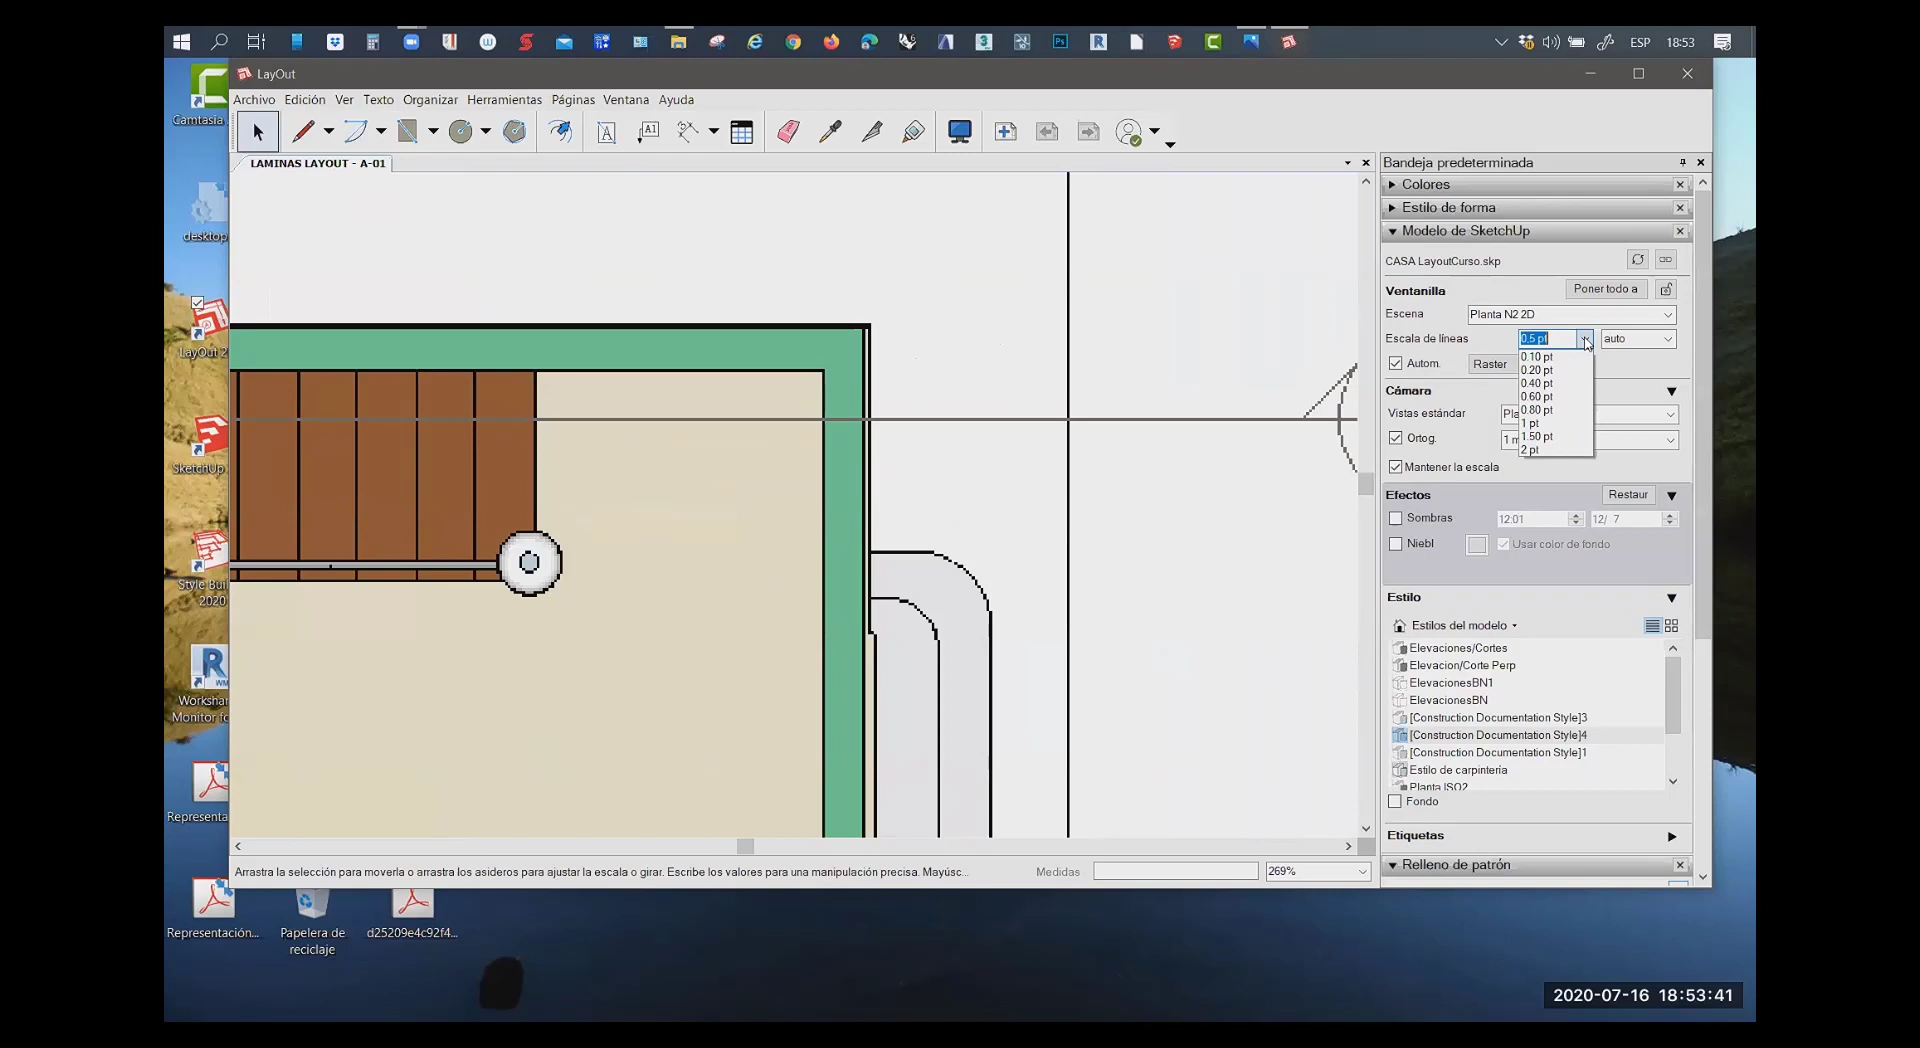 ESP
18:53
LayOut
Archivo Edición Ver Texto Organizar Herramientas Páginas Ventana Ayuda
LAMINAS LAYOUT - A-01
Bandeja predeterminada
Colores
Estilo de forma
Modelo de SketchUp
CASA LayoutCurso.skp
Ventanilla
Poner todo a
Escena
Planta N2 2D
Escala de líneas
0.5 pt
auto
0.10 pt
0.20 pt
0.40 pt
0.60 pt
0.80 pt
1 pt
1.50 pt
2 pt
Autom.
Raster
Cámara
Vistas estándar
Pla
Ortog.
1 m
Mantener la escala
Efectos
Restaur
Sombras
12:01
12/ 7
Niebl
Usar color de fondo
Estilo
Estilos del modelo
Elevaciones/Cortes
Elevacion/Corte Perp
ElevacionesBN1
ElevacionesBN
[Construction Documentation Style]3
[Construction Documentation Style]4
[Construction Documentation Style]1
Estilo de carpintería
Planta ISO2
Fondo
Etiquetas
Relleno de patrón
Arrastra la selección para moverla o arrastra los asideros para ajustar la escala o girar. Escribe los valores para una manipulación precisa. Mayúsc...
Medidas
269%
Camtasia
desktop
LayOut 2
SketchUp
Style Buil
2020
Workshar
Monitor fo
Representa
Representación...
Papelera de
reciclaje
d25209e4c92f4...
2020-07-16 18:53:41